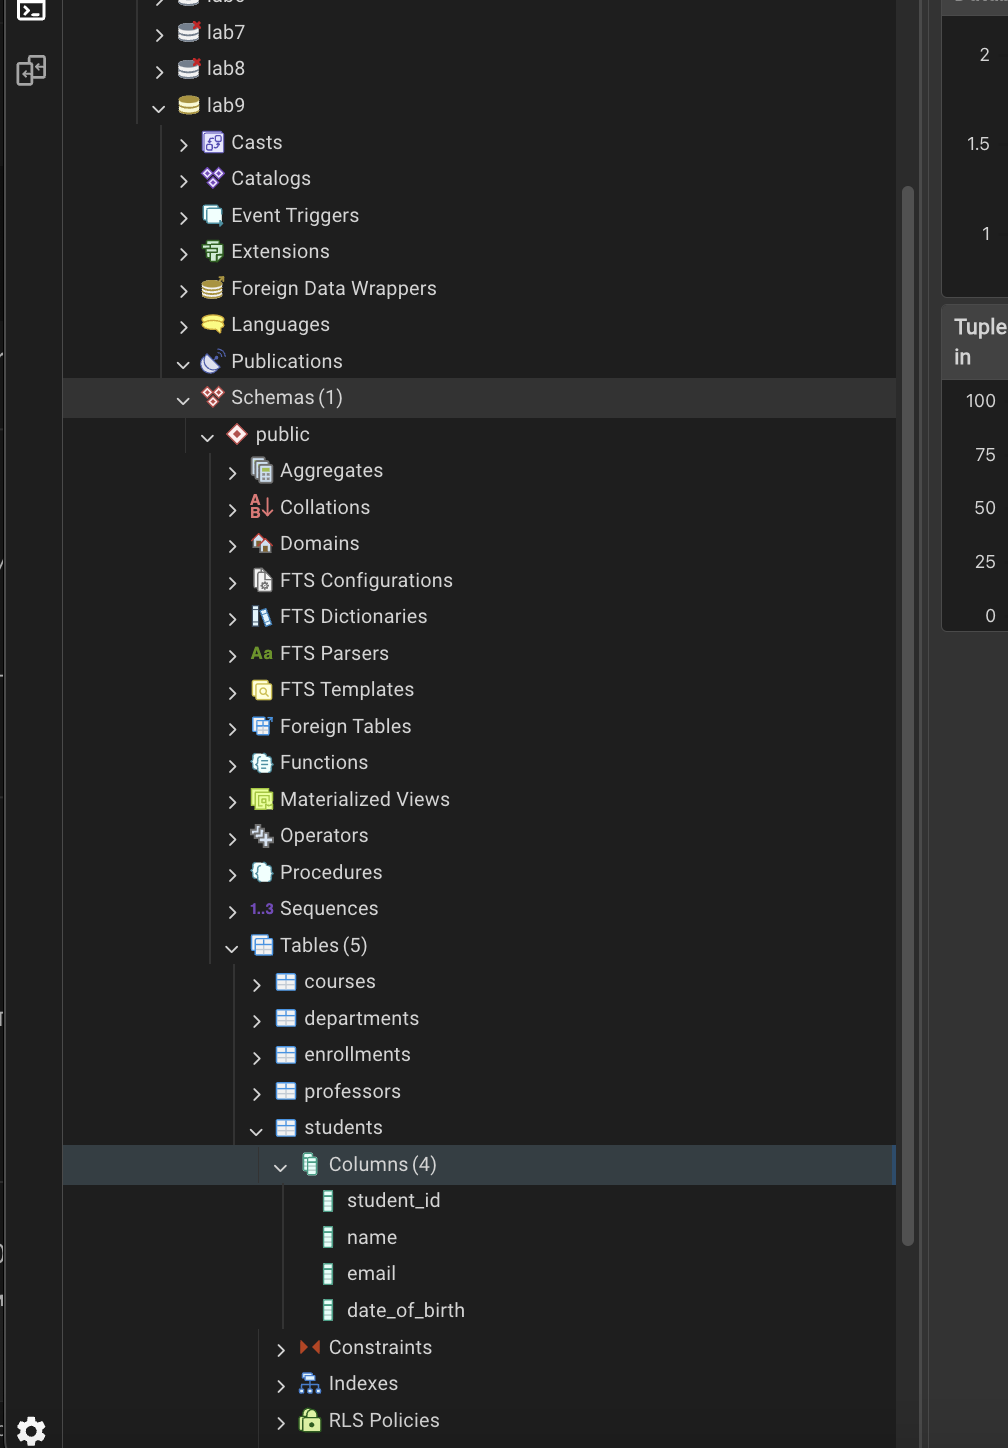 lab7
lab8
lab9
Casts
Catalogs
Event Triggers
Extensions
Foreign Data Wrappers
Languages
Publications
Schemas (1)
public
Aggregates
Collations
Domains
FTS Configurations
FTS Dictionaries
Aa FTS Parsers
FTS Templates
Foreign Tables
Functions
Materialized Views
Operators
Procedures
1..3 Sequences
Tables (5)
courses
departments
enrollments
professors
students
Columns (4)
student_id
name
email
date_of_birth
Constraints
Indexes
RLS Policies
2
1.5
1
Tuple
in
100
75
50
25
0